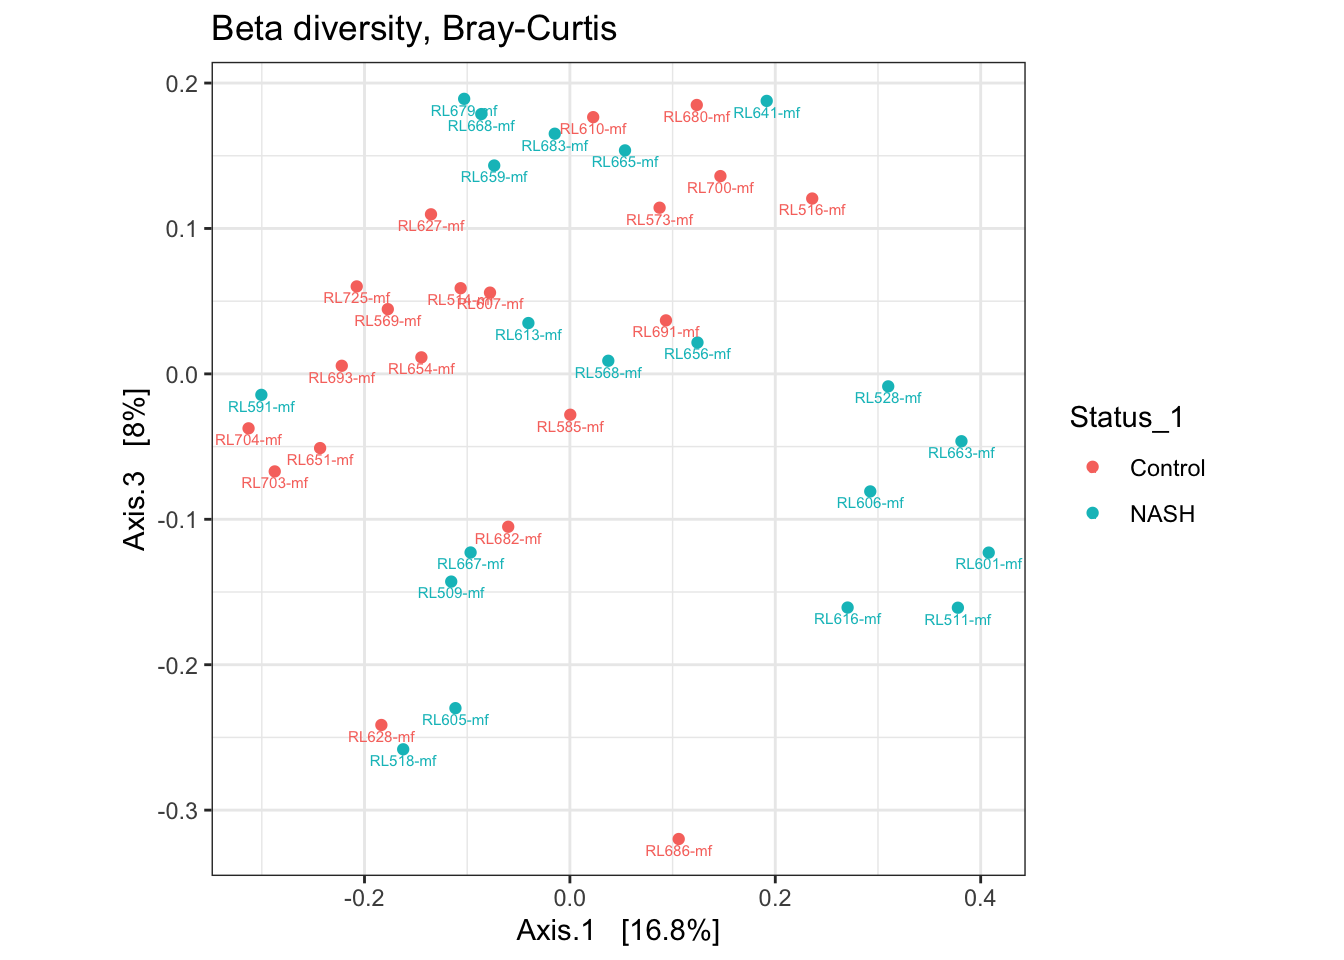 Beta diversity, Bray-Curtis
0.2
0.1
0.0
-0.1
-0.2
-0.3
Axis.3 [8%]
RL679-mf
RL668-mf
RL683-mf
RL610-mf
RL680-mf
RL641-mf
RL665-mf
RL659-mf
RL700-mf
RL516-mf
RL573-mf
RL627-mf
RL725-mf
RL514-mf
RL607-mf
RL569-mf
RL613-mf
RL691-mf
RL656-mf
RL654-mf
RL568-mf
RL693-mf
RL528-mf
RL591-mf
RL585-mf
RL704-mf
RL663-mf
RL651-mf
RL703-mf
RL606-mf
RL682-mf
RL667-mf
RL601-mf
RL509-mf
RL616-mf
RL511-mf
RL605-mf
RL628-mf
RL518-mf
RL686-mf
-0.2
0.0
0.2
0.4
Axis.1 [16.8%]
Status_1
Control
NASH